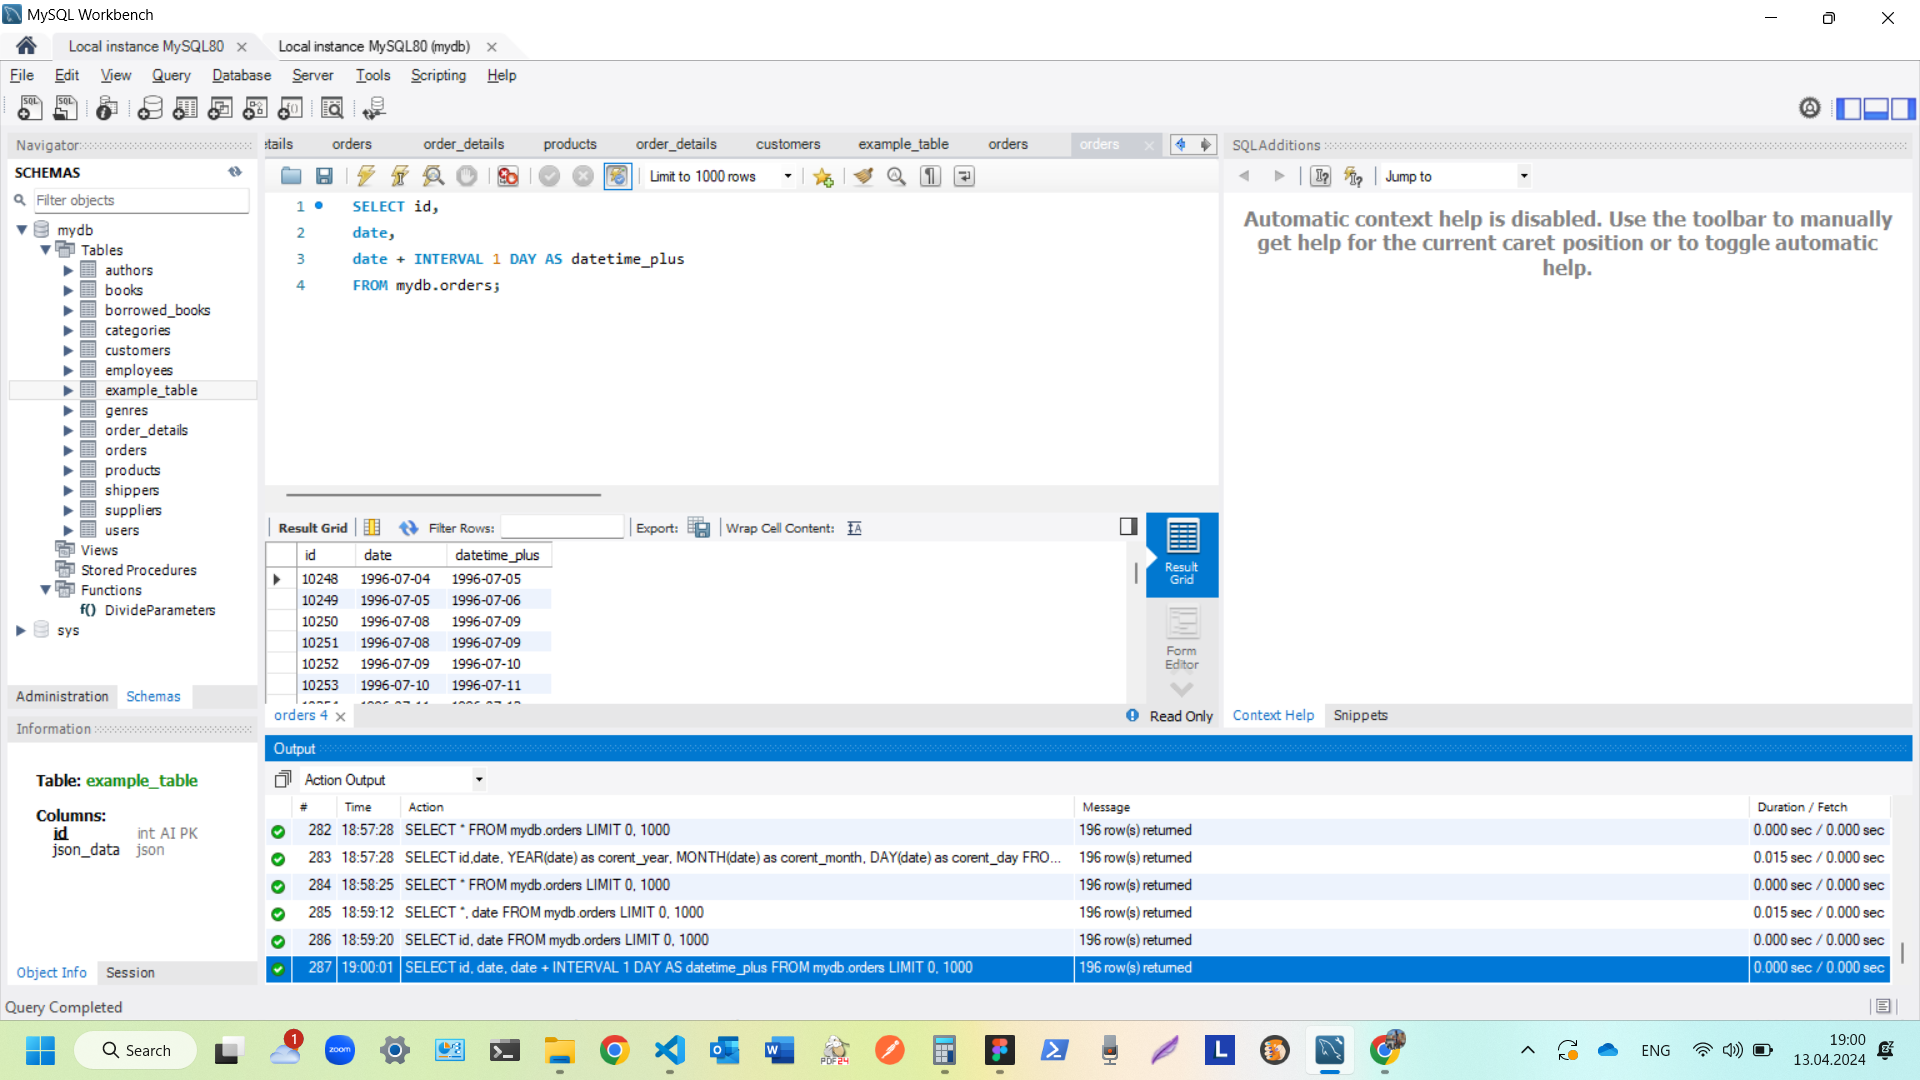 MySQL Workbench
Local instance MySQL80
Local instance MySQL80 (mydb)
File Edit View Query Database Server Tools Scripting Help
Navigator
SCHEMAS
Filter objects
mydb
Tables
authors
books
borrowed_books
categories
customers
employees
example_table
genres
order_details
orders
products
shippers
suppliers
users
Views
Stored Procedures
Functions
f() DivideParameters
sys
Administration Schemas
Information
Table: example_table
Columns:
id int AI PK
json_data json
Object Info Session
Query Completed
etails orders order_details products order_details customers example_table orders orders
Limit to 1000 rows
1 SELECT id,
2 date,
3 date + INTERVAL 1 DAY AS datetime_plus
4 FROM mydb.orders;
Result Grid Filter Rows: Export: Wrap Cell Content:
id date datetime_plus
10248 1996-07-04 1996-07-05
10249 1996-07-05 1996-07-06
10250 1996-07-08 1996-07-09
10251 1996-07-08 1996-07-09
10252 1996-07-09 1996-07-10
10253 1996-07-10 1996-07-11
Result Grid
Form Editor
orders 4
Read Only
SQLAdditions
Jump to
Automatic context help is disabled. Use the toolbar to manually
get help for the current caret position or to toggle automatic
help.
Context Help Snippets
Output
Action Output
# Time Action Message Duration / Fetch
282 18:57:28 SELECT * FROM mydb.orders LIMIT 0, 1000 196 row(s) returned 0.000 sec / 0.000 sec
283 18:57:28 SELECT id,date, YEAR(date) as corent_year, MONTH(date) as corent_month, DAY(date) as corent_day FRO... 196 row(s) returned 0.015 sec / 0.000 sec
284 18:58:25 SELECT * FROM mydb.orders LIMIT 0, 1000 196 row(s) returned 0.000 sec / 0.000 sec
285 18:59:12 SELECT *, date FROM mydb.orders LIMIT 0, 1000 196 row(s) returned 0.015 sec / 0.000 sec
286 18:59:20 SELECT id, date FROM mydb.orders LIMIT 0, 1000 196 row(s) returned 0.000 sec / 0.000 sec
287 19:00:01 SELECT id, date, date + INTERVAL 1 DAY AS datetime_plus FROM mydb.orders LIMIT 0, 1000 196 row(s) returned 0.000 sec / 0.000 sec
Search
1
zoom
PDF24
L
ENG
19:00
13.04.2024